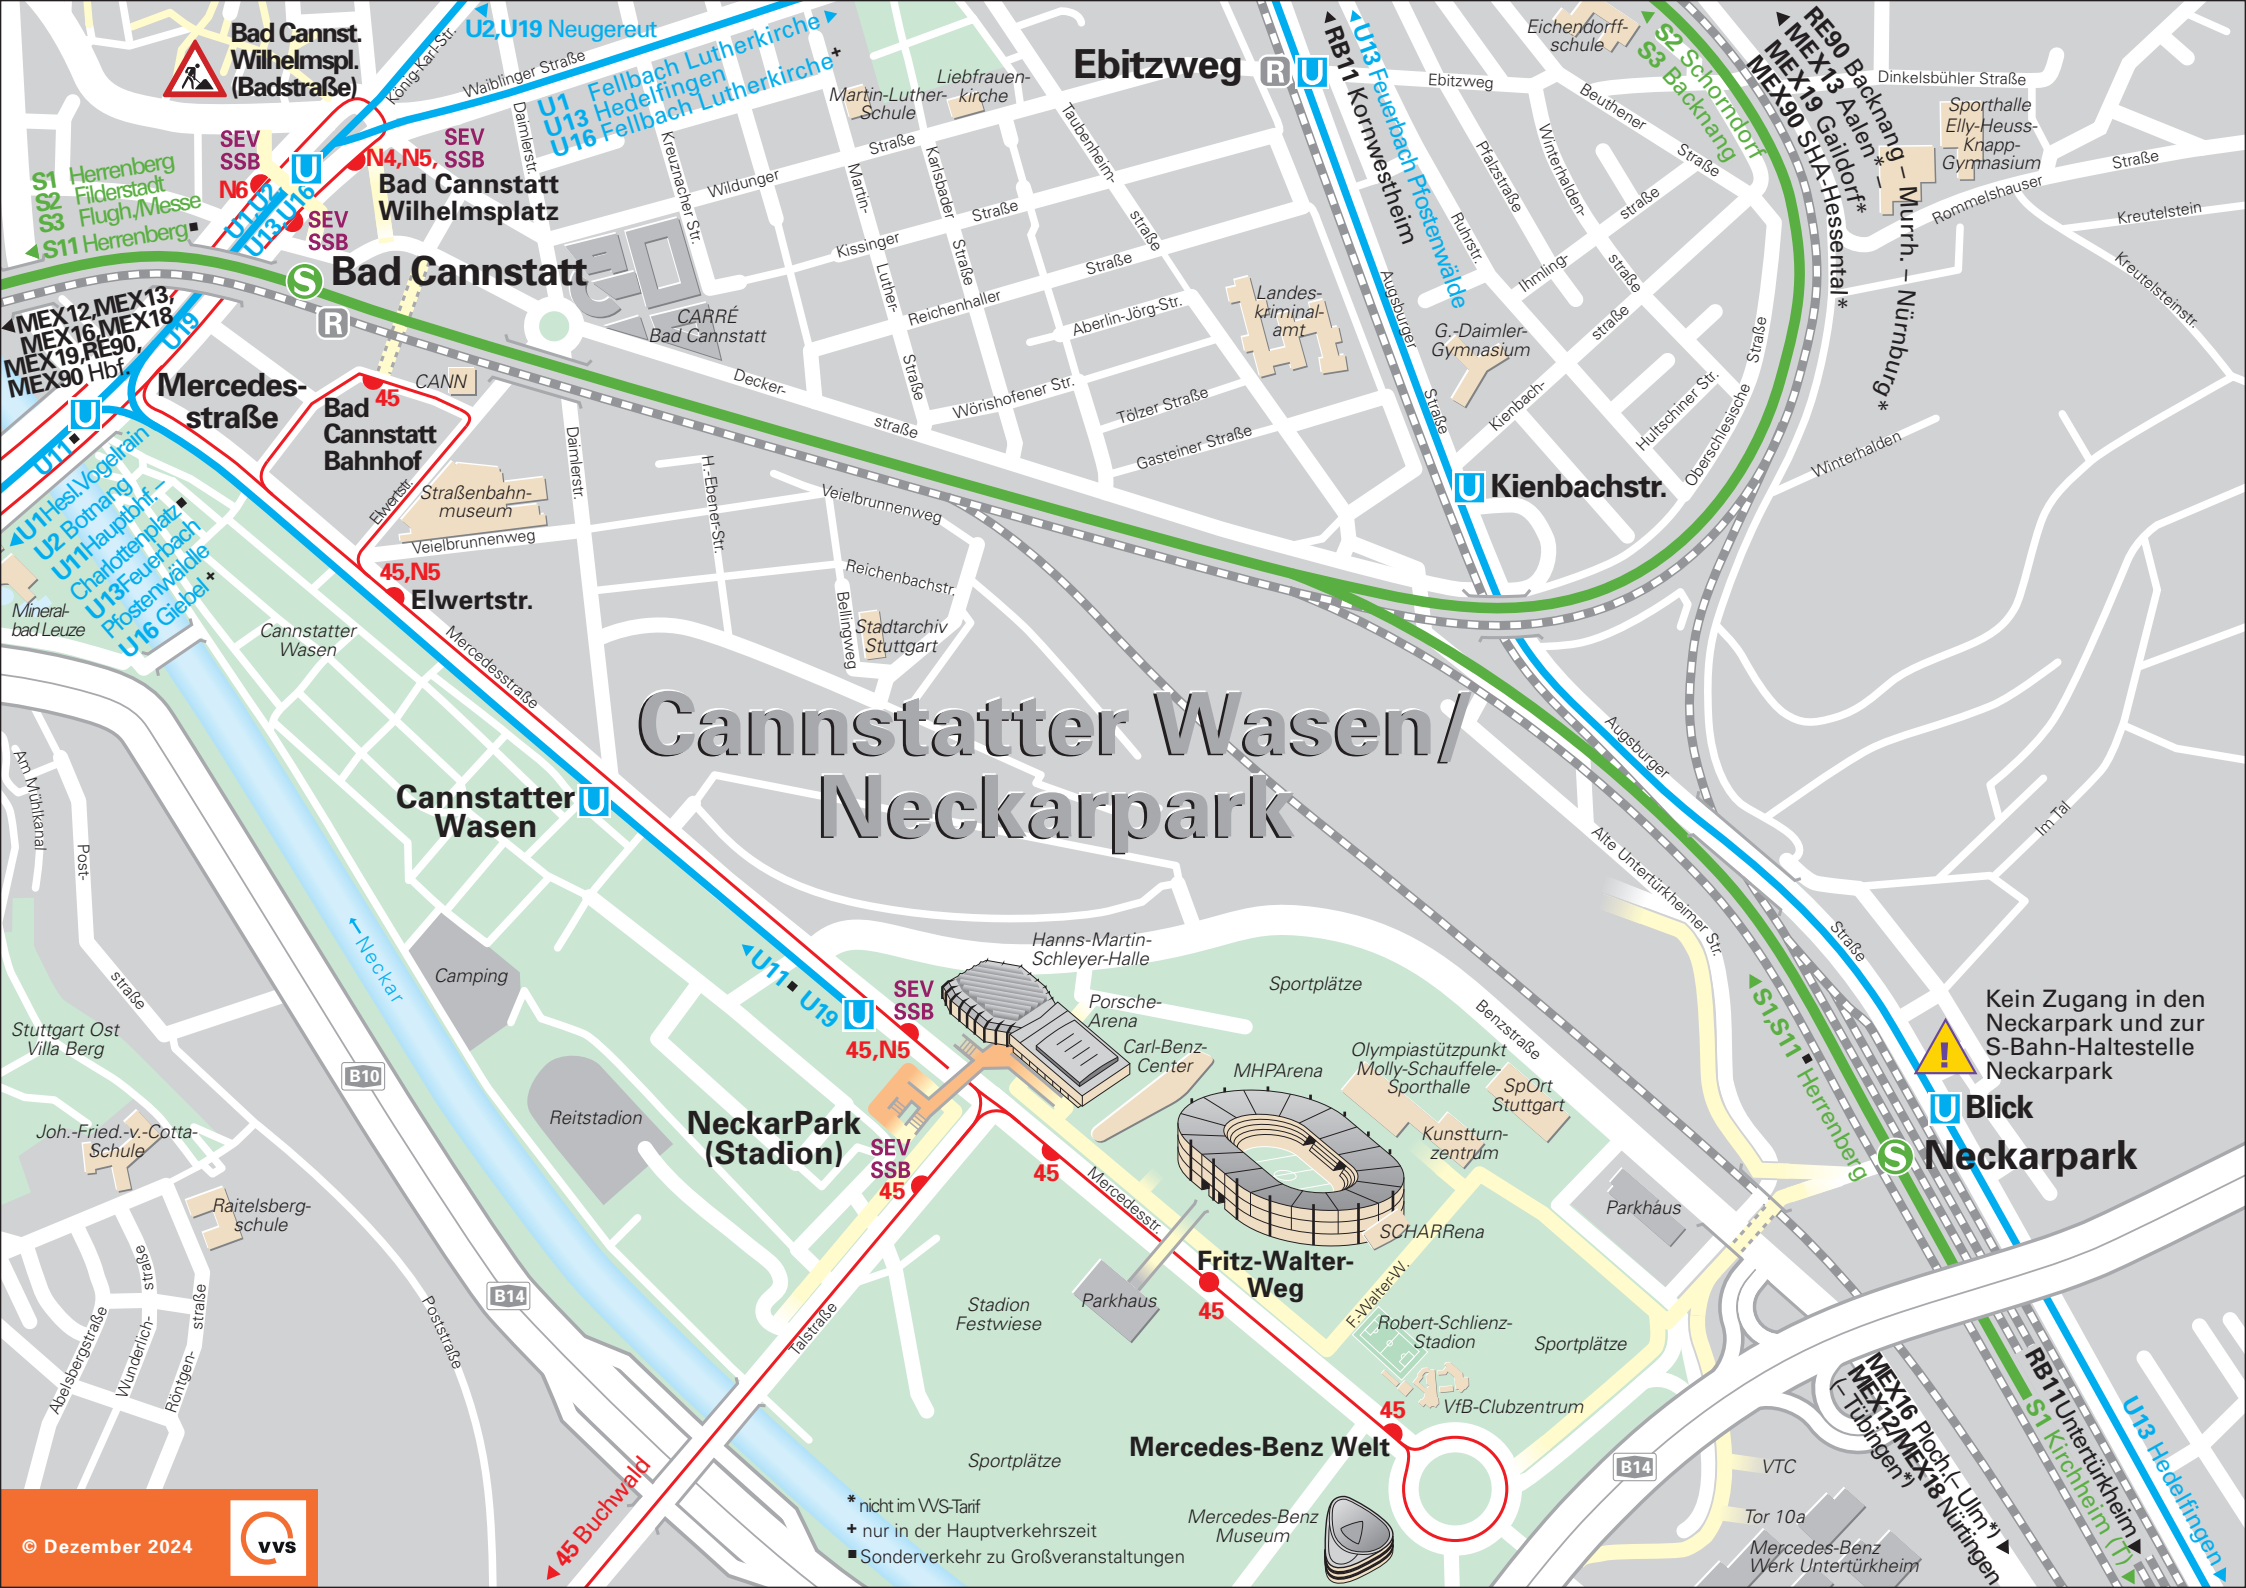 Bad Cannst.
Wilhelmspl.
(Badstraße)
König-Karl-Str.
U2,U19 Neugereut
Waiblinger Straße
U1 Fellbach Lutherkirche
U13 Hedelfingen
U16 Fellbach Lutherkirche+
Daimlerstr.
Kreuznacher Str.
Martin-Luther-
Schule
Liebfrauen-
kirche
Ebitzweg
R
U
RB11 Kornwestheim
U13 Feuerbach Pfostenwälde
Ebitzweg
Eichendorff-
schule
S2 Schorndorf
S3 Backnang
RE90 Backnang – Murrh. – Nürnburg*
MEX13 Aalen* –
MEX19 Gaildorf*
MEX90 SHA-Hessental*
Dinkelsbühler Straße
Sporthalle
Elly-Heuss-
Knapp-
Gymnasium
Straße
Rommelshauser
Kreutelstein
Kreutelsteinstr.
Beuthener
Straße
Pfalzstraße
Winterhalden-
straße
Ruhrstr.
Ihmling-
straße
straße
G.-Daimler-
Gymnasium
Kienbach-
Hultschiner Str.
Oberschlesische
Straße
Winterhalden
SEV
SSB
N6
U
N4,N5,
SEV
SSB
Bad Cannstatt
Wilhelmsplatz
SEV
SSB
U1,U2
U13,U16
S1 Herrenberg
S2 Filderstadt
S3 Flugh./Messe
S11 Herrenberg■
S
Bad Cannstatt
R
Wildunger
Straße
Martin-
Luther-
Straße
Karlsbader
Straße
Kissinger
Straße
Reichenhaller
Straße
Taubenheim-
straße
Aberlin-Jörg-Str.
Wörishofener Str.
Tölzer Straße
Gasteiner Straße
Landes-
kriminal-
amt
Augsburger
Straße
CARRÉ
Bad Cannstatt
Decker-
straße
MEX12,MEX13,
MEX16,MEX18
MEX19,RE90,
MEX90 Hbf.
U19
Mercedes-
straße
U
U11■
CANN
45
Bad
Cannstatt
Bahnhof
Elwertstr.
Straßenbahn-
museum
Veielbrunnenweg
Daimlerstr.
H.-Ebener-Str.
Veielbrunnenweg
Reichenbachstr.
Bellingweg
Stadtarchiv
Stuttgart
U
Kienbachstr.
U1Hesl.Vogelrain
U2 Botnang
U11Hauptbhf. –
Charlottenplatz■
U13Feuerbach
Pfostenwäldle
U16 Giebel+
Mineral-
bad Leuze
45,N5
Elwertstr.
Cannstatter
Wasen
Mercedesstraße
Cannstatter Wasen/
Neckarpark
Cannstatter
Wasen
U
Augsburger
Straße
Im Tal
Alte Untertürkheimer Str.
Am Mühlkanal
Post-
straße
Neckar
Camping
U11■
U19
U
SEV
SSB
45,N5
Hanns-Martin-
Schleyer-Halle
Porsche-
Arena
Carl-Benz-
Center
Sportplätze
Benzstraße
MHPArena
Olympiastützpunkt
Molly-Schauffele-
Sporthalle
SpOrt
Stuttgart
Kunstturn-
zentrum
S1,S11■Herrenberg
Kein Zugang in den
Neckarpark und zur
S-Bahn-Haltestelle
Neckarpark
!
U
Blick
S
Neckarpark
Stuttgart Ost
Villa Berg
B10
Reitstadion
NeckarPark
(Stadion)
SEV
SSB
45
45
Mercedesstr.
Joh.-Fried.-v.-Cotta-
Schule
Raitelsberg-
schule
Parkhaus
SCHARRena
Fritz-Walter-
Weg
45
Parkhaus
F.-Walter-W.
Stadion
Festwiese
Talstraße
B14
Poststraße
Abelsbergstraße
Wunderlich-
straße
Röntgen-
straße
Robert-Schlienz-
Stadion
Sportplätze
VfB-Clubzentrum
45
Mercedes-Benz Welt
Sportplätze
B14
VTC
Tor 10a
Mercedes-Benz
Werk Untertürkheim
MEX16 Ploch.(– Ulm*)
MEX12/MEX18 Nürtingen
(– Tübingen*)
RB11Untertürkheim
S1 Kirchheim (T)
U13 Hedelfingen
45 Buchwald
Mercedes-Benz
Museum
* nicht im VVS-Tarif
+ nur in der Hauptverkehrszeit
■ Sonderverkehr zu Großveranstaltungen
© Dezember 2024
vvs